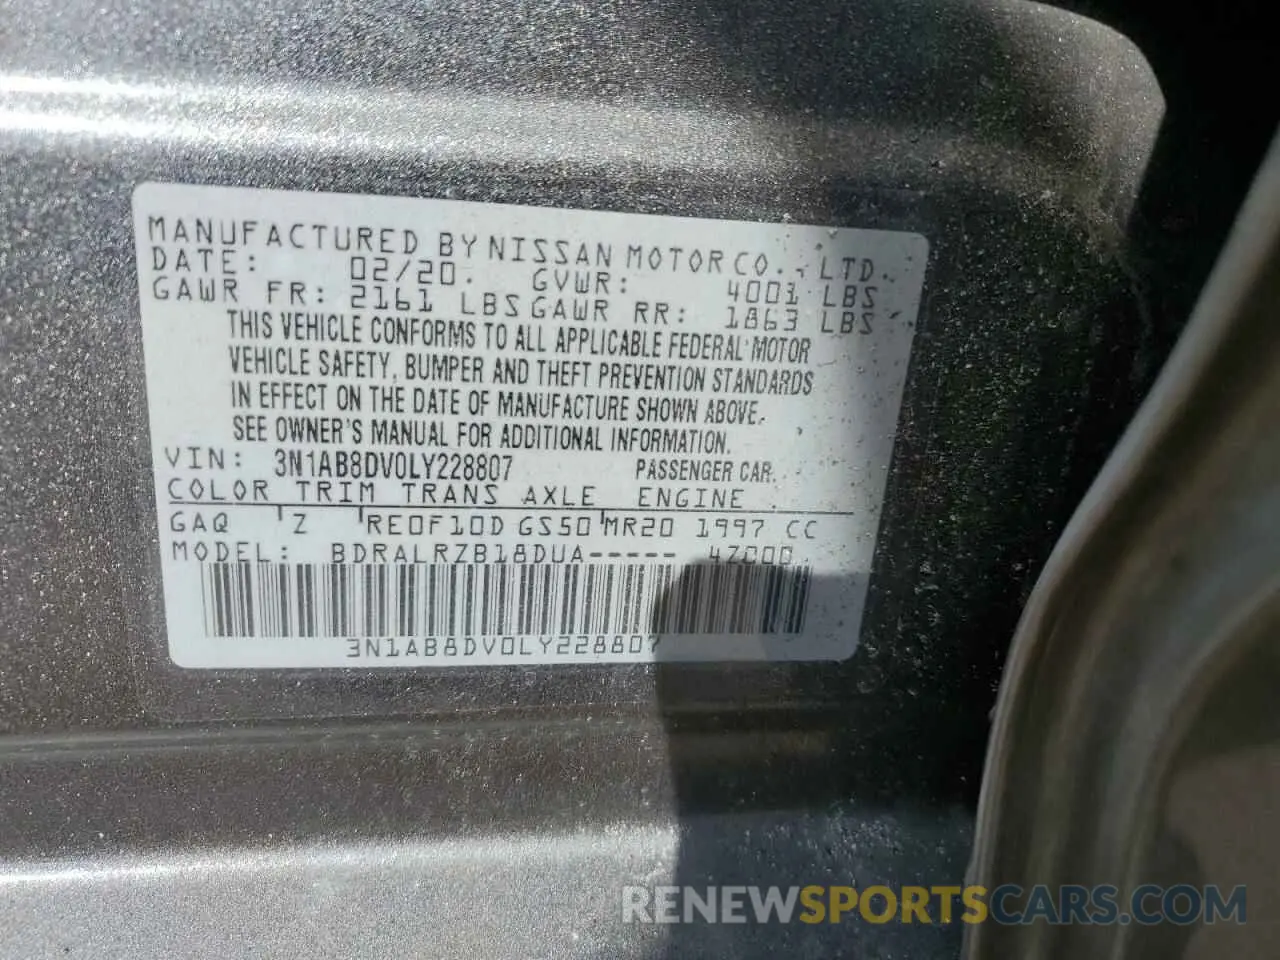 MANUFACTURED BY NISSAN MOTOR CO., LTD.
DATE: 02/20. GVWR: 4001 LBS
GAWR FR: 2161 LBS GAWR RR: 1863 LBS
THIS VEHICLE CONFORMS TO ALL APPLICABLE FEDERAL MOTOR
VEHICLE SAFETY, BUMPER AND THEFT PREVENTION STANDARDS
IN EFFECT ON THE DATE OF MANUFACTURE SHOWN ABOVE.
SEE OWNER'S MANUAL FOR ADDITIONAL INFORMATION.
VIN: 3N1AB8DV0LY228807 PASSENGER CAR.
COLOR TRIM TRANS AXLE ENGINE
GAQ Z RE0F10D GS50 MR20 1997 CC
MODEL: BDRALRZB18DUA----- 4Z000
3N1AB8DV0LY228807
RENEWSPORTSCARS.COM